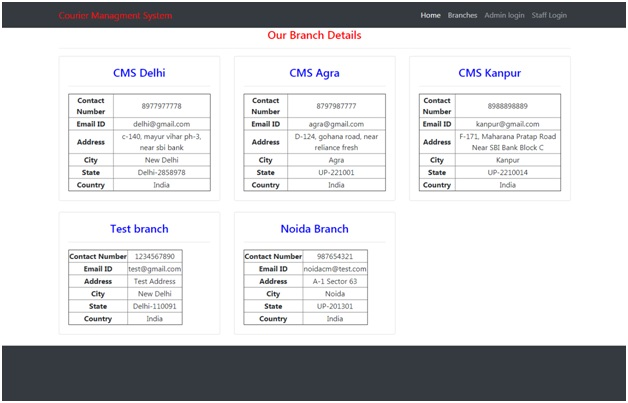 Courier Managment System
Home Branches Admin login Staff Login
Our Branch Details
CMS Delhi
Contact Number 8977977778
Email ID delhi@gmail.com
Address c-140, mayur vihar ph-3, near sbi bank
City New Delhi
State Delhi-2858978
Country India
CMS Agra
Contact Number 8797987777
Email ID agra@gmail.com
Address D-124, gohana road, near reliance fresh
City Agra
State UP-221001
Country India
CMS Kanpur
Contact Number 8988898889
Email ID kanpur@gmail.com
Address F-171, Maharana Pratap Road Near SBI Bank Block C
City Kanpur
State UP-2210014
Country India
Test branch
Contact Number 1234567890
Email ID test@gmail.com
Address Test Address
City New Delhi
State Delhi-110091
Country India
Noida Branch
Contact Number 987654321
Email ID noidacm@test.com
Address A-1 Sector 63
City Noida
State UP-201301
Country India